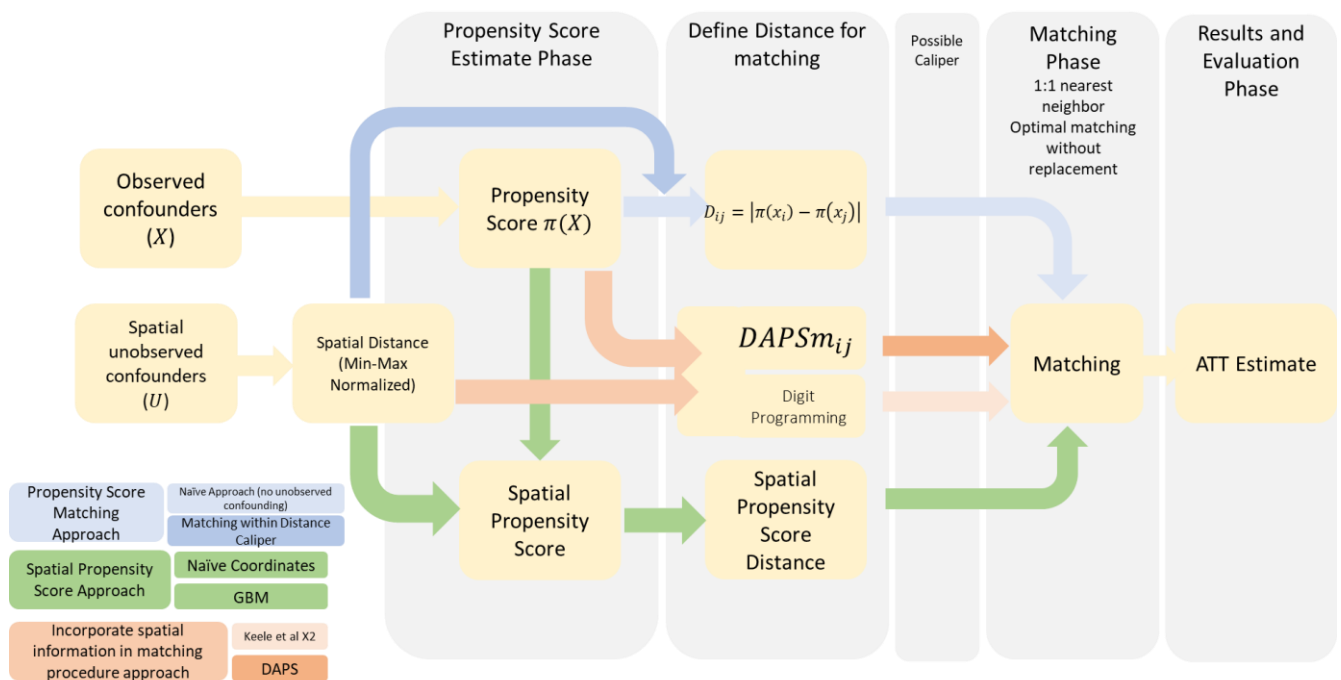 Propensity Score
Estimate Phase
Define Distance for
matching
Possible
Caliper
Matching
Phase
1:1 nearest
neighbor
Optimal matching
without
replacement
Results and
Evaluation
Phase
Observed
confounders
(X)
Propensity
Score π(X)
D_{ij} = |π(x_i) − π(x_j)|
Spatial
unobserved
confounders
(U)
Spatial Distance
(Min-Max
Normalized)
DAPSm_{ij}
Digit
Programming
Matching
ATT Estimate
Spatial
Propensity
Score
Spatial
Propensity
Score
Distance
Propensity Score
Matching
Approach
Naïve Approach (no unobserved
confounding)
Matching within Distance
Caliper
Spatial Propensity
Score Approach
Naïve Coordinates
GBM
Incorporate spatial
information in matching
procedure approach
Keele et al X2
DAPS